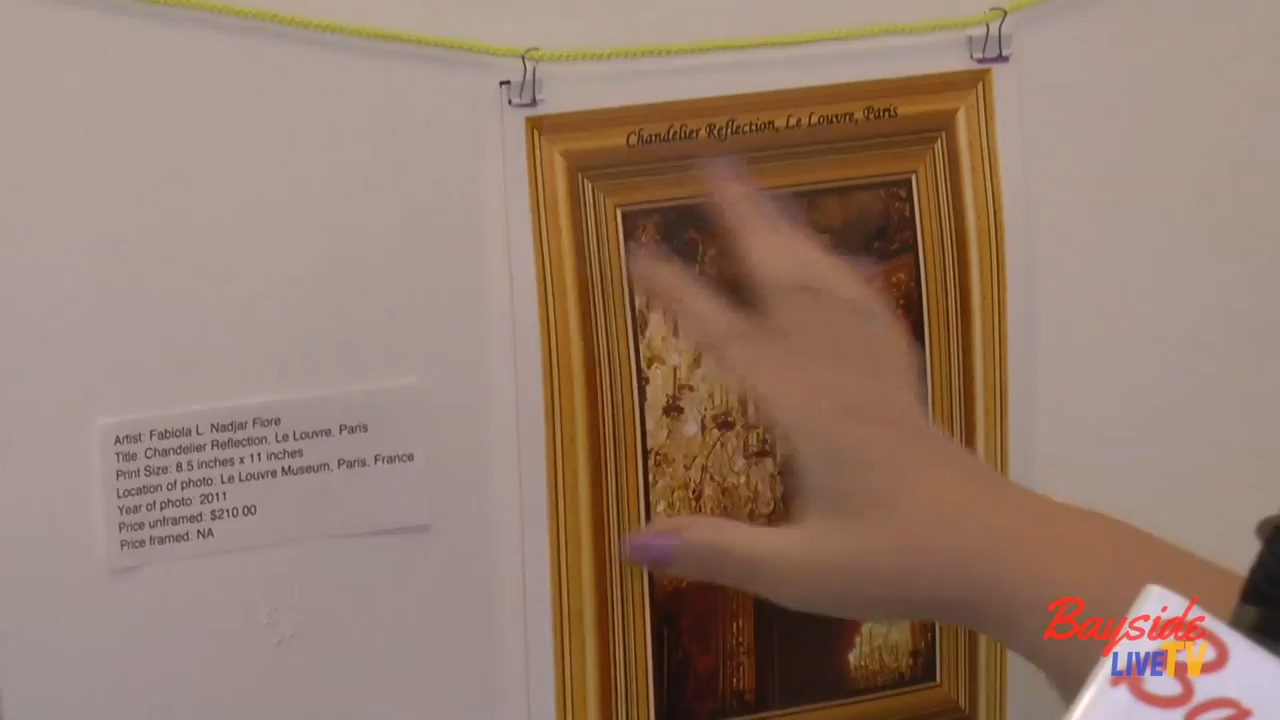 Chandelier Reflection, Le Louvre, Paris
Artist: Fabiola L. Nadjar Fiore
Title: Chandelier Reflection, Le Louvre, Paris
Print Size: 8.5 inches x 11 inches
Location of photo: Le Louvre Museum, Paris, France
Year of photo: 2011
Price unframed: $210.00
Price framed: NA
Bayside
LIVETV